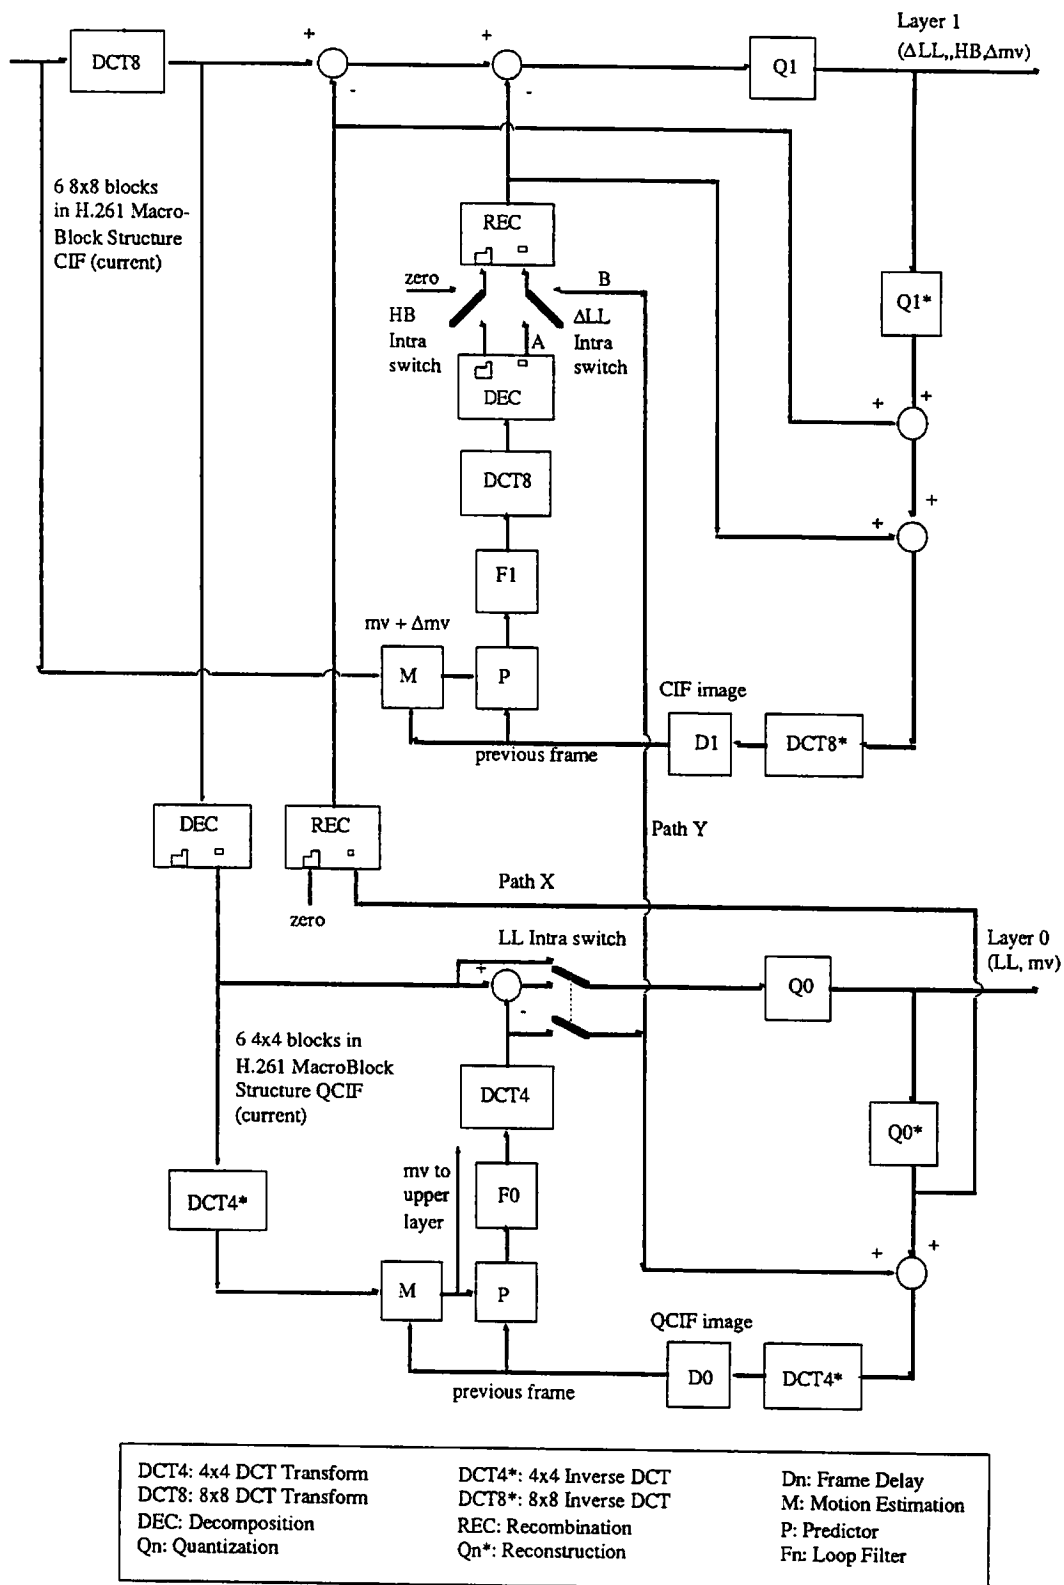 Layer 1
(ΔLL,,HB,Δmv)
+
+
DCT8
Q1
-
-
6 8x8 blocks
in H.261 Macro-
Block Structure
CIF (current)
REC
zero
B
Q1*
HB
Intra
switch
ΔLL
Intra
switch
A
DEC
+
+
DCT8
+
+
F1
mv + Δmv
M
P
CIF image
D1
DCT8*
previous frame
DEC
REC
Path Y
zero
Path X
LL Intra switch
Layer 0
(LL, mv)
+
Q0
-
6 4x4 blocks in
H.261 MacroBlock
Structure QCIF
(current)
DCT4
Q0*
mv to
upper
layer
F0
DCT4*
+
+
M
P
QCIF image
D0
DCT4*
previous frame
DCT4: 4x4 DCT Transform
DCT8: 8x8 DCT Transform
DEC: Decomposition
Qn: Quantization
DCT4*: 4x4 Inverse DCT
DCT8*: 8x8 Inverse DCT
REC: Recombination
Qn*: Reconstruction
Dn: Frame Delay
M: Motion Estimation
P: Predictor
Fn: Loop Filter